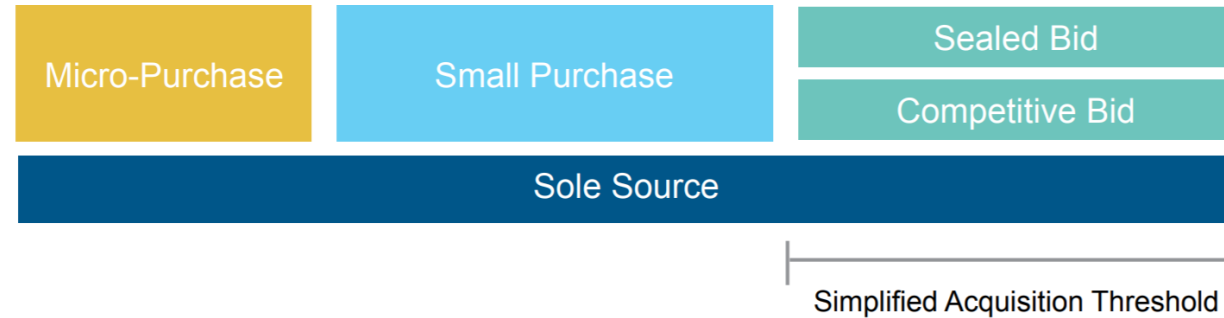 Micro-Purchase
Small Purchase
Sealed Bid
Competitive Bid
Sole Source
Simplified Acquisition Threshold